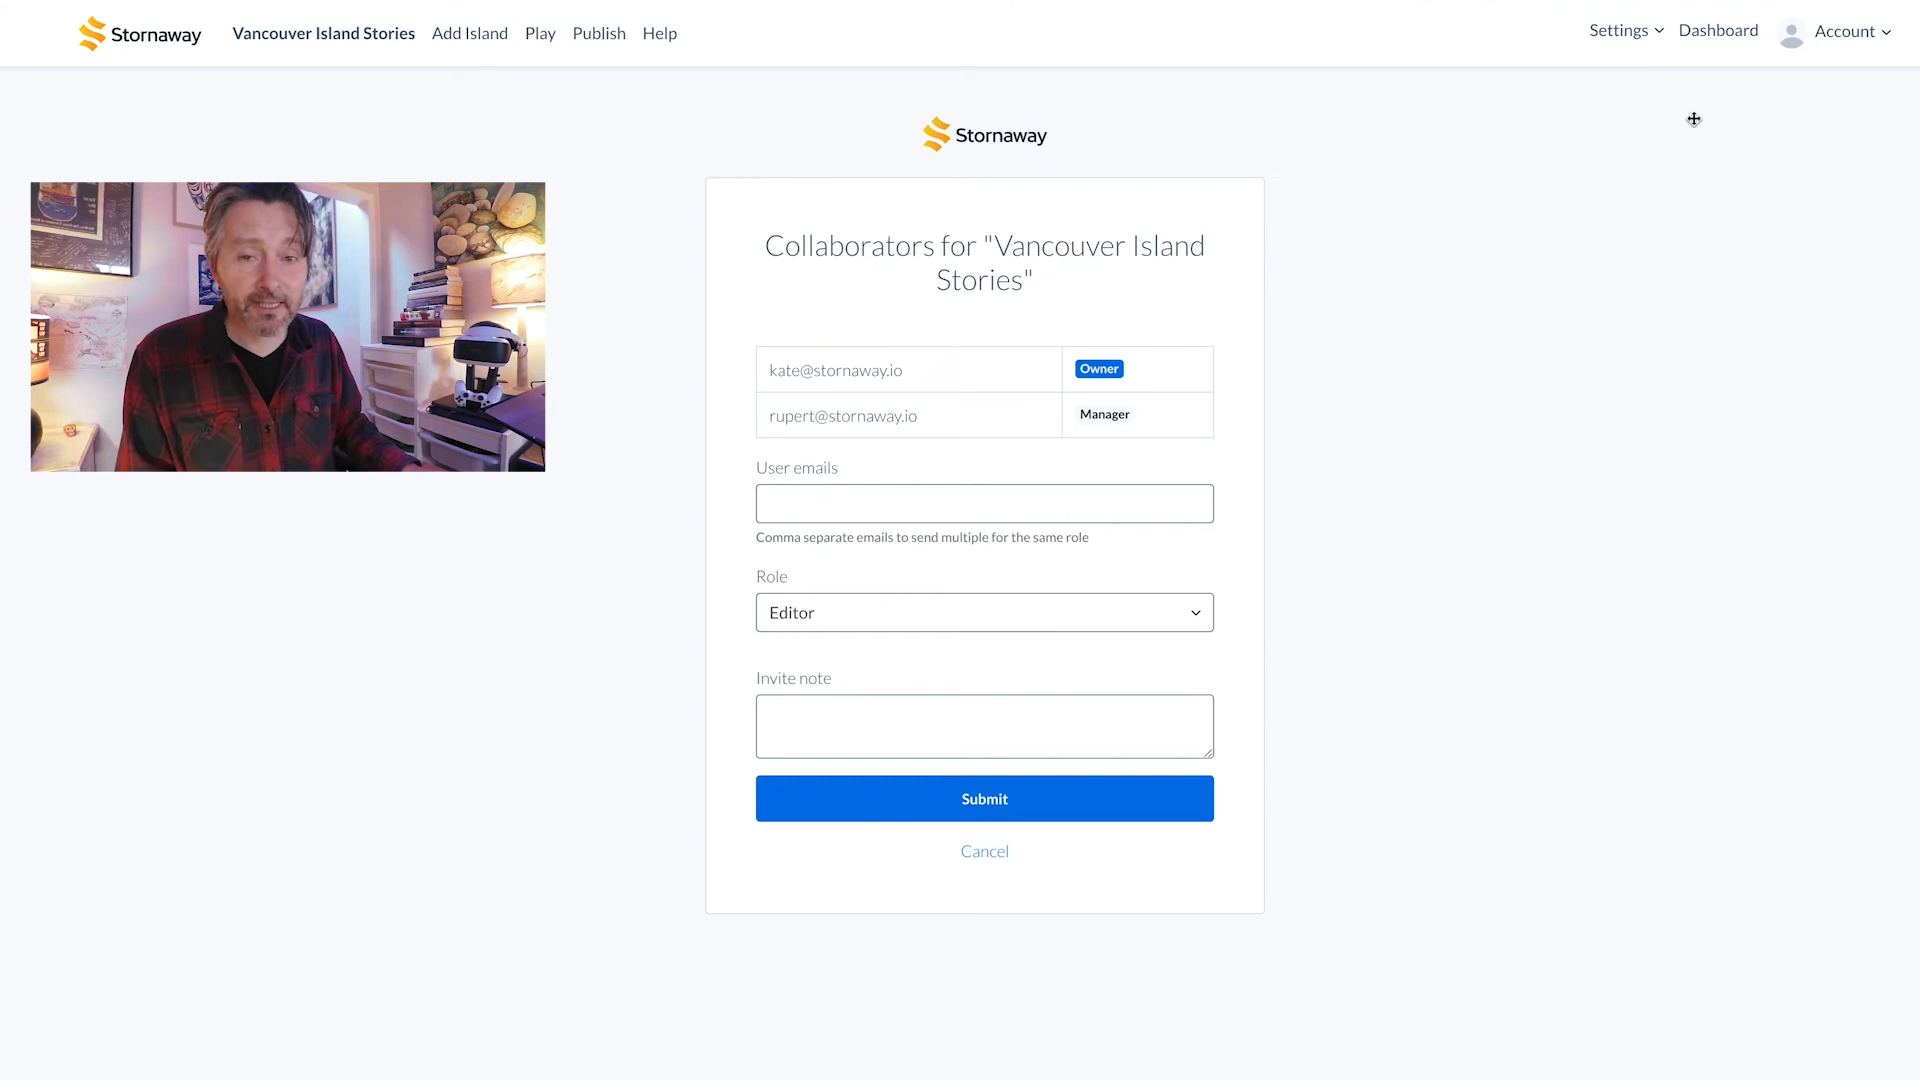 Stornaway
Vancouver Island Stories
Add Island
Play
Publish
Help
Settings
Dashboard
Account
Stornaway
Collaborators for "Vancouver Island
Stories"
kate@stornaway.io
Owner
rupert@stornaway.io
Manager
User emails
Comma separate emails to send multiple for the same role
Role
Editor
Invite note
Submit
Cancel